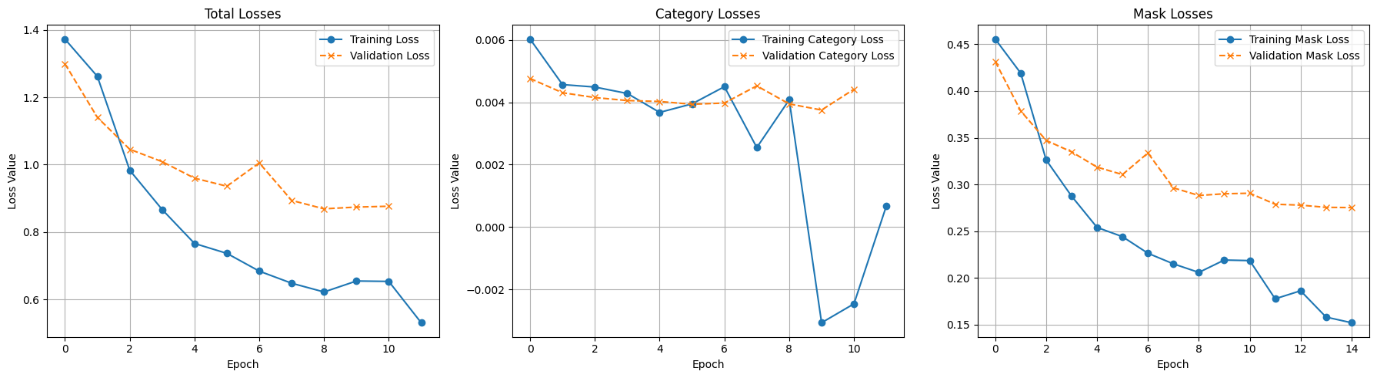 Total Losses
1.4
1.2
1.0
0.8
0.6
Loss Value
0 2 4 6 8 10
Epoch
Training Loss
Validation Loss
Category Losses
0.006
0.004
0.002
0.000
−0.002
Loss Value
0 2 4 6 8 10
Epoch
Training Category Loss
Validation Category Loss
Mask Losses
0.45
0.40
0.35
0.30
0.25
0.20
0.15
Loss Value
0 2 4 6 8 10 12 14
Epoch
Training Mask Loss
Validation Mask Loss